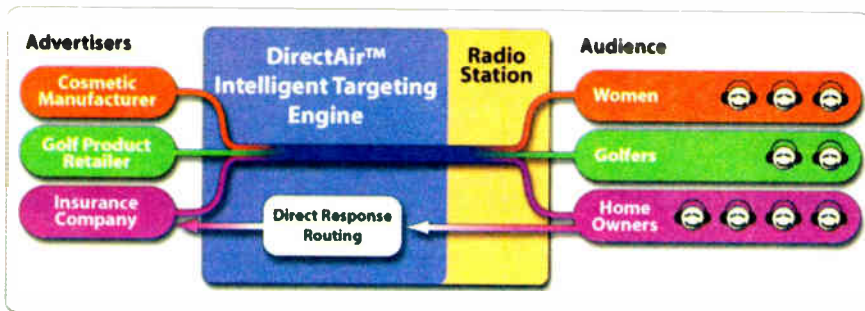 Advertisers
Cosmetic
Manufacturer
Golf Product
Retailer
Insurance
Company
DirectAir™
Intelligent Targeting
Engine
Direct Response
Routing
Radio
Station
Audience
Women
Golfers
Home
Owners